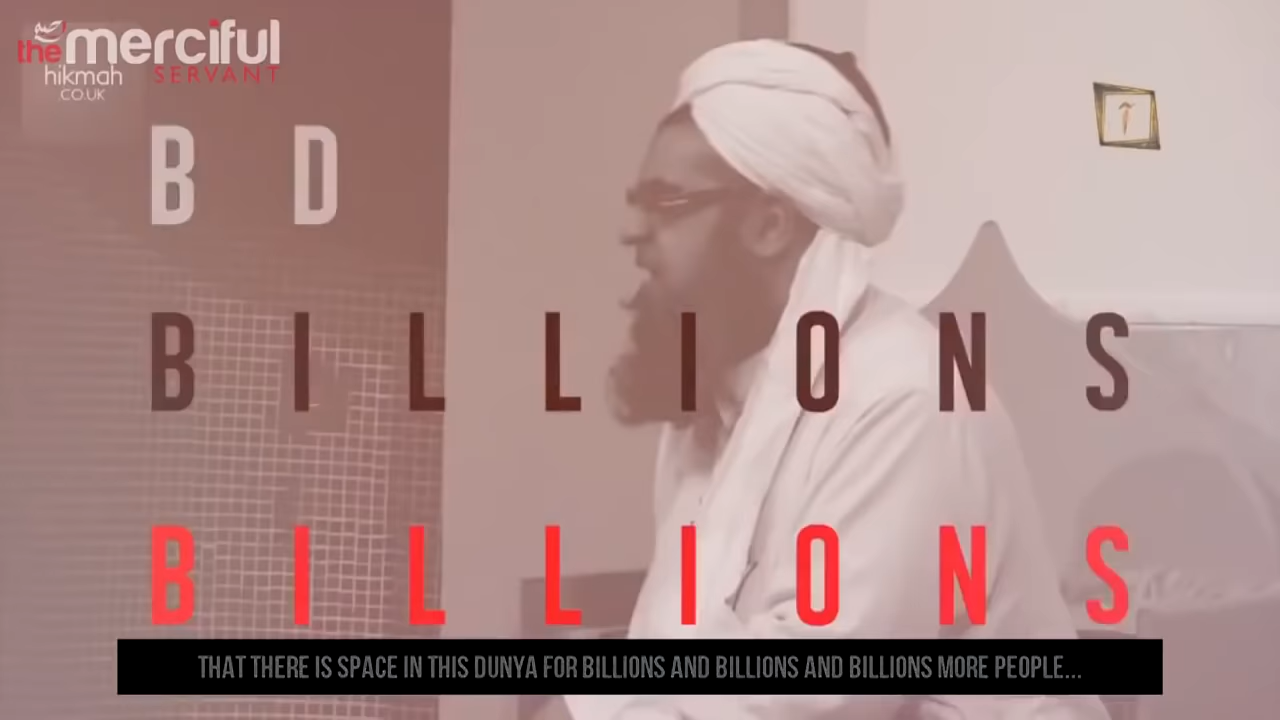 the merciful
SERVANT
hikmah
CO.UK
B D
BILLIONS
BILLIONS
THAT THERE IS SPACE IN THIS DUNYA FOR BILLIONS AND BILLIONS AND BILLIONS MORE PEOPLE...